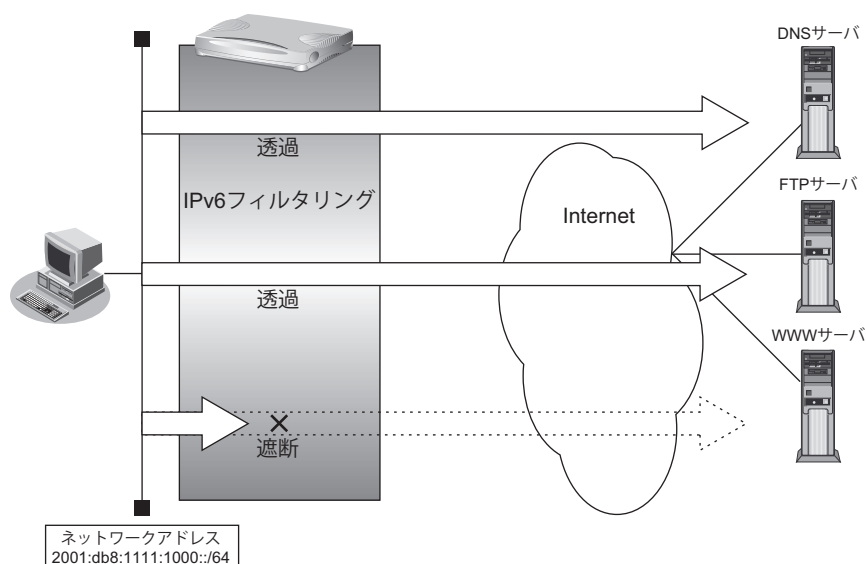 DNSサーバ
透過
IPv6フィルタリング
FTPサーバ
Internet
透過
WWWサーバ
×
遮断
ネットワークアドレス
2001:db8:1111:1000::/64